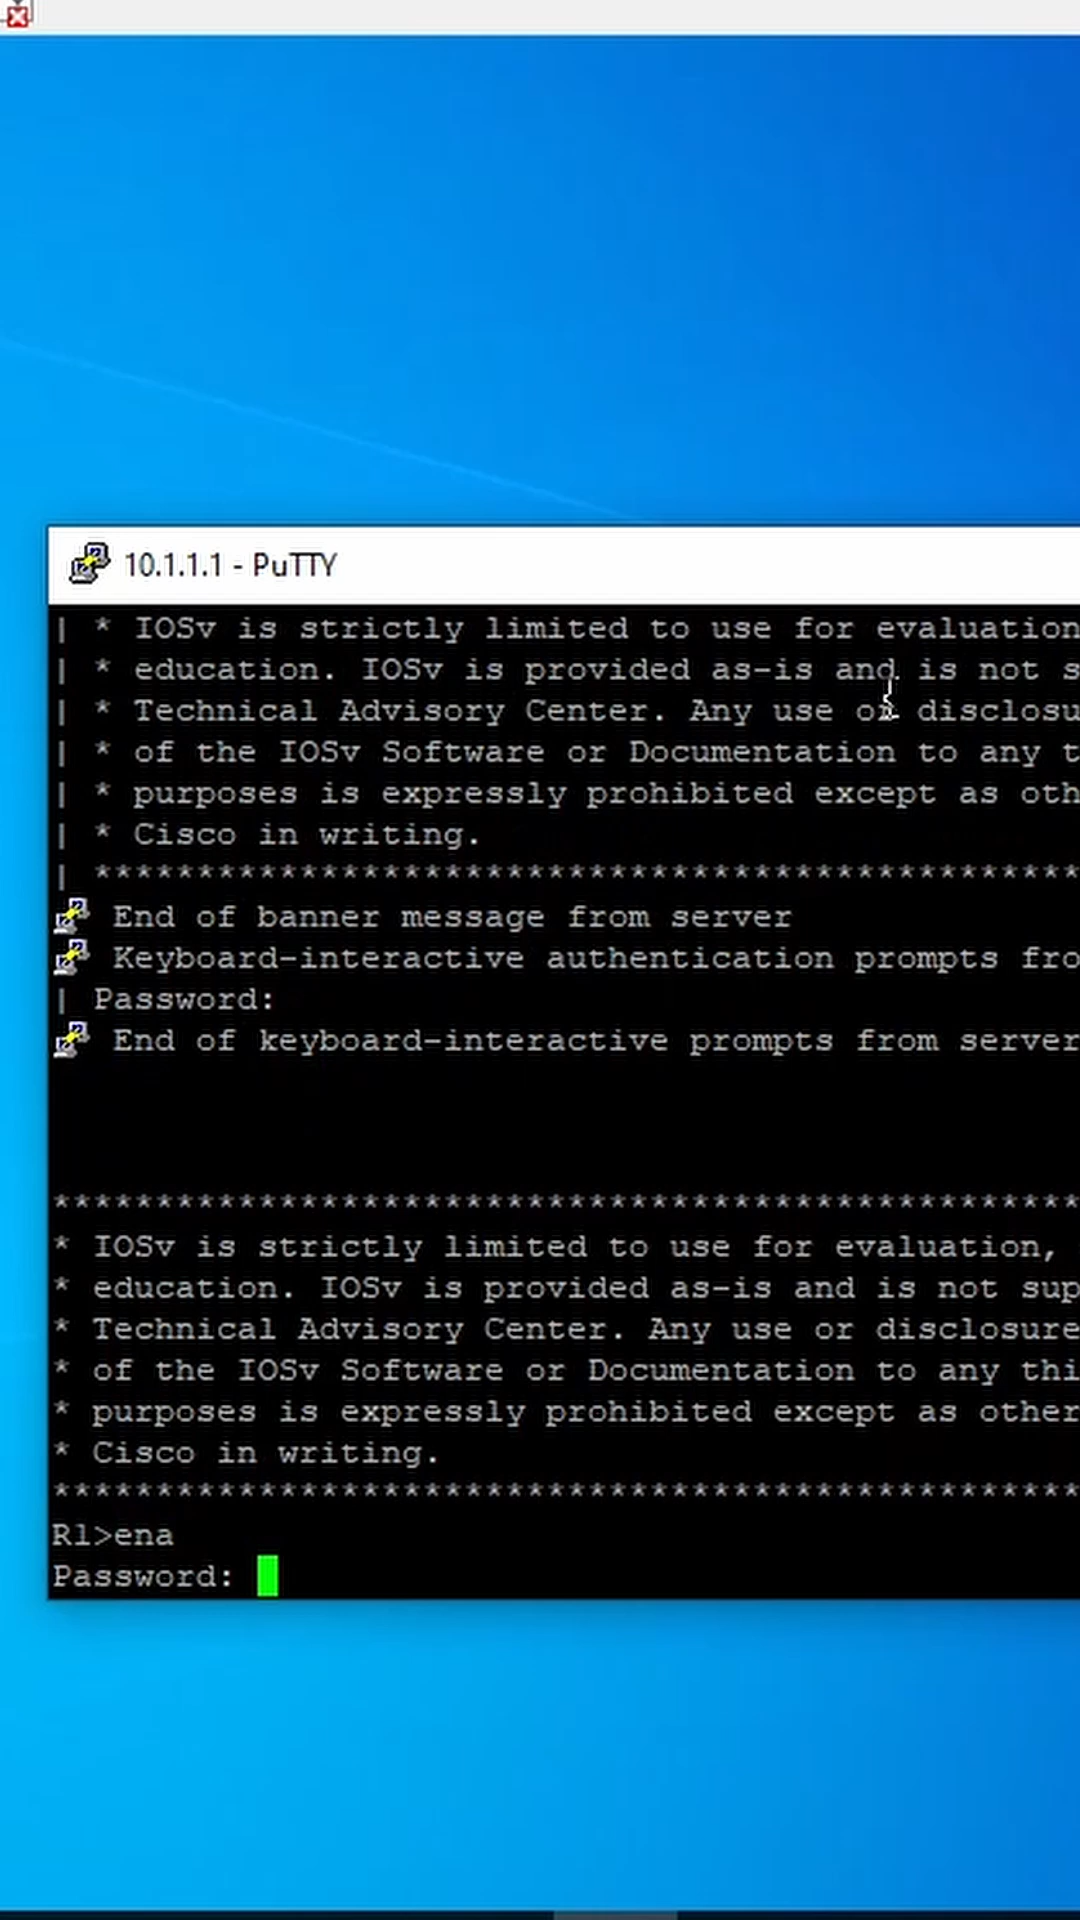 10.1.1.1 - PuTTY
| * IOSv is strictly limited to use for evaluation
| * education. IOSv is provided as-is and is not s
| * Technical Advisory Center. Any use or disclosu
| * of the IOSv Software or Documentation to any t
| * purposes is expressly prohibited except as oth
| * Cisco in writing.
| ************************************************
End of banner message from server
Keyboard-interactive authentication prompts fro
| Password:
End of keyboard-interactive prompts from server
**************************************************
* IOSv is strictly limited to use for evaluation,
* education. IOSv is provided as-is and is not sup
* Technical Advisory Center. Any use or disclosure
* of the IOSv Software or Documentation to any thi
* purposes is expressly prohibited except as other
* Cisco in writing.
**************************************************
R1>ena
Password: